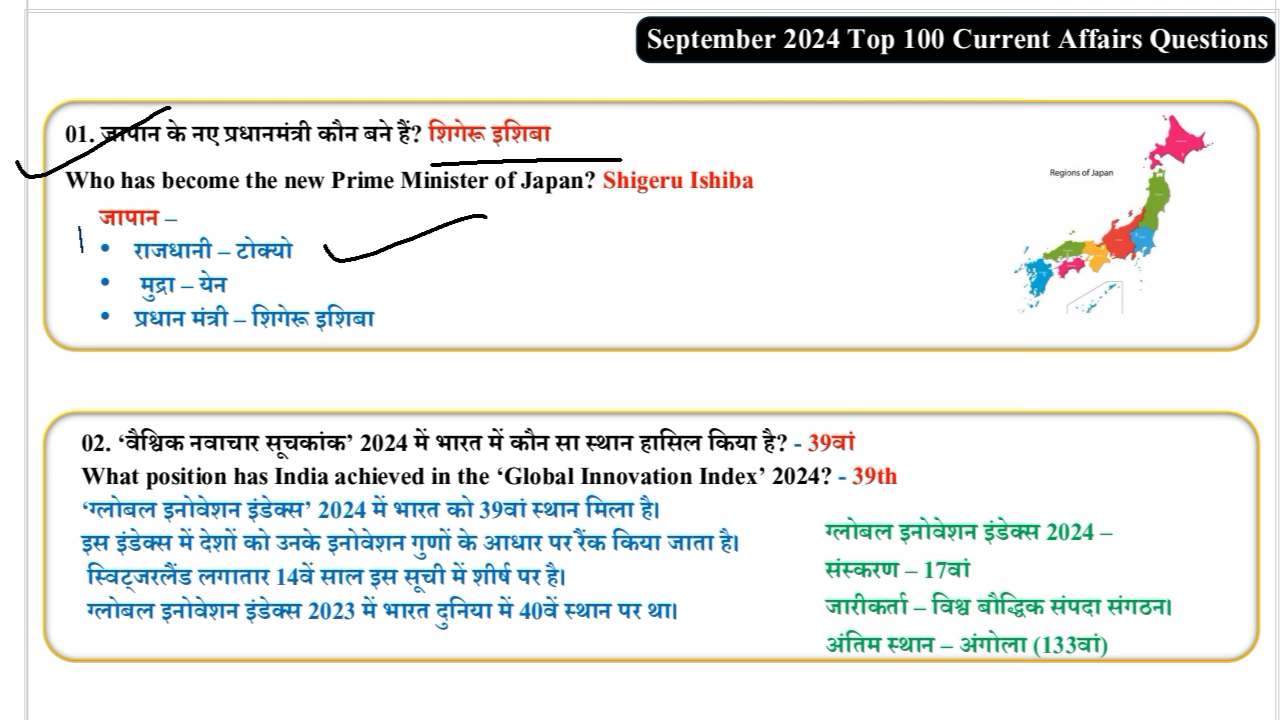 September 2024 Top 100 Current Affairs Questions
01. जापान के नए प्रधानमंत्री कौन बने हैं? शिगेरू इशिबा
Who has become the new Prime Minister of Japan? Shigeru Ishiba
जापान –
• राजधानी – टोक्यो
• मुद्रा – येन
• प्रधान मंत्री – शिगेरू इशिबा
Regions of Japan
02. ‘वैश्विक नवाचार सूचकांक’ 2024 में भारत में कौन सा स्थान हासिल किया है? - 39वां
What position has India achieved in the ‘Global Innovation Index’ 2024? - 39th
‘ग्लोबल इनोवेशन इंडेक्स’ 2024 में भारत को 39वां स्थान मिला है।
इस इंडेक्स में देशों को उनके इनोवेशन गुणों के आधार पर रैंक किया जाता है।
स्विट्जरलैंड लगातार 14वें साल इस सूची में शीर्ष पर है।
ग्लोबल इनोवेशन इंडेक्स 2023 में भारत दुनिया में 40वें स्थान पर था।
ग्लोबल इनोवेशन इंडेक्स 2024 –
संस्करण – 17वां
जारीकर्ता – विश्व बौद्धिक संपदा संगठन।
अंतिम स्थान – अंगोला (133वां)